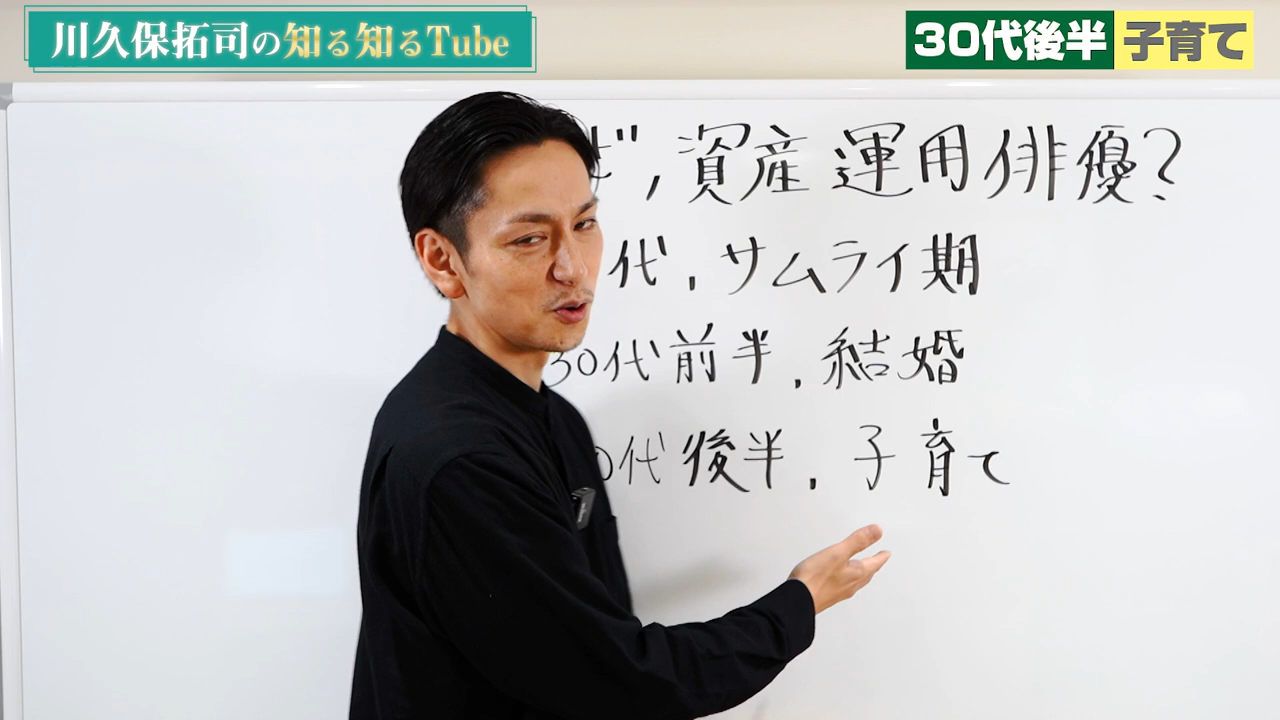 川久保拓司の知る知るTube
30代後半 子育て
ぜ",資産運用俳優?
代,サムライ期
30代前半,結婚
0代後半,子育て